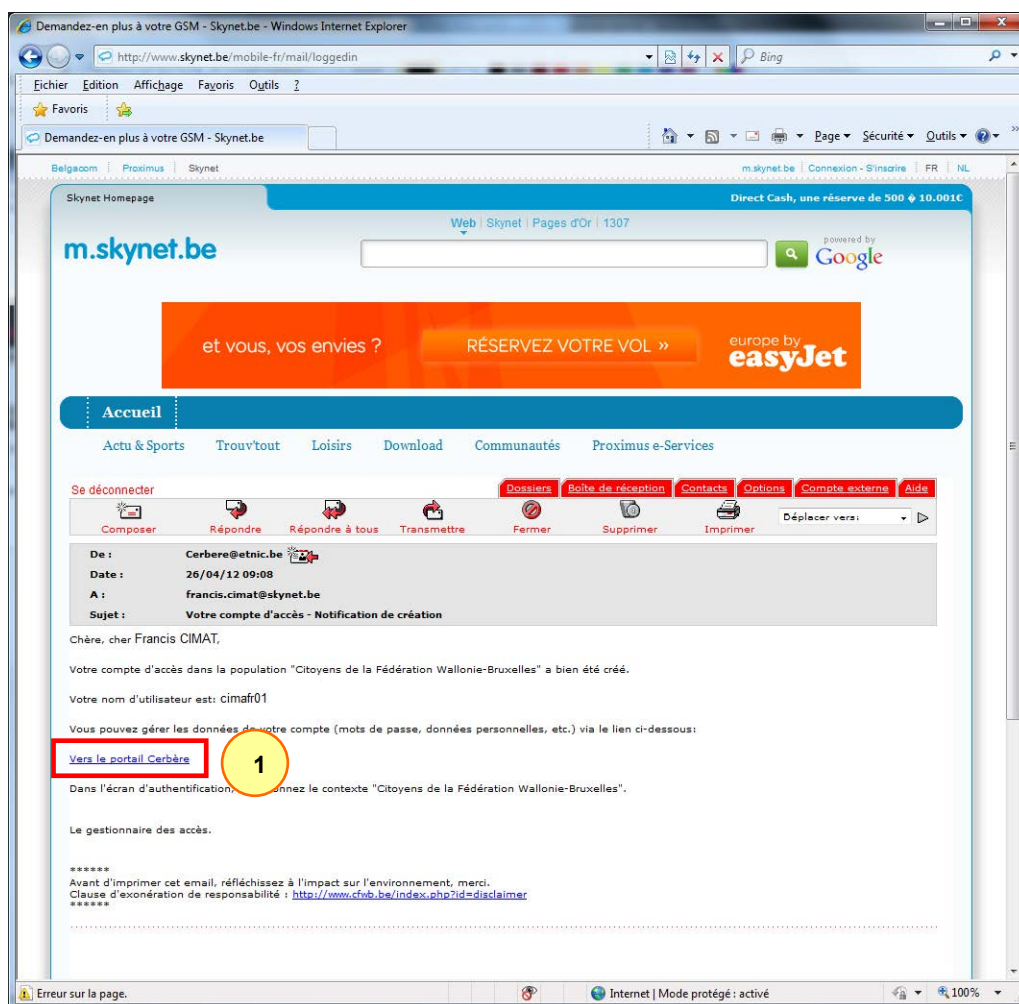 Demandez-en plus à votre GSM - Skynet.be - Windows Internet Explorer
http://www.skynet.be/mobile-fr/mail/loggedin
Bing
Eichier Edition Affichage Favoris Outils ?
Favoris
Demandez-en plus à votre GSM - Skynet.be
Page Sécurité Outils »
Belgacom | Proximus | Skynet
m.skynet.be | Connexion - S'inscrire | FR | NL
Skynet Homepage
Direct Cash, une réserve de 500 � 10.001€
Web | Skynet | Pages d'Or | 1307
m.skynet.be
powered by
Google
et vous, vos envies ?
RÉSERVEZ VOTRE VOL »
europe by
easyJet
Accueil
Actu & Sports Trouv'tout Loisirs Download Communautés Proximus e-Services
Se déconnecter
Dossiers Boîte de réception Contacts Options Compte externe Aide
Composer Répondre Répondre à tous Transmettre Fermer Supprimer Imprimer Déplacer vers:
De : Cerbere@etnic.be
Date : 26/04/12 09:08
A : francis.cimat@skynet.be
Sujet : Votre compte d'accès - Notification de création
Chère, cher Francis CIMAT,
Votre compte d'accès dans la population "Citoyens de la Fédération Wallonie-Bruxelles" a bien été créé.
Votre nom d'utilisateur est: cimafr01
Vous pouvez gérer les données de votre compte (mots de passe, données personnelles, etc.) via le lien ci-dessous:
Vers le portail Cerbère
1
Dans l'écran d'authentification, nnez le contexte "Citoyens de la Fédération Wallonie-Bruxelles".
Le gestionnaire des accès.
******
Avant d'imprimer cet email, réfléchissez à l'impact sur l'environnement, merci.
Clause d'exonération de responsabilité : http://www.cfwb.be/index.php?id=disclaimer
******
Erreur sur la page.
Internet | Mode protégé : activé
100%